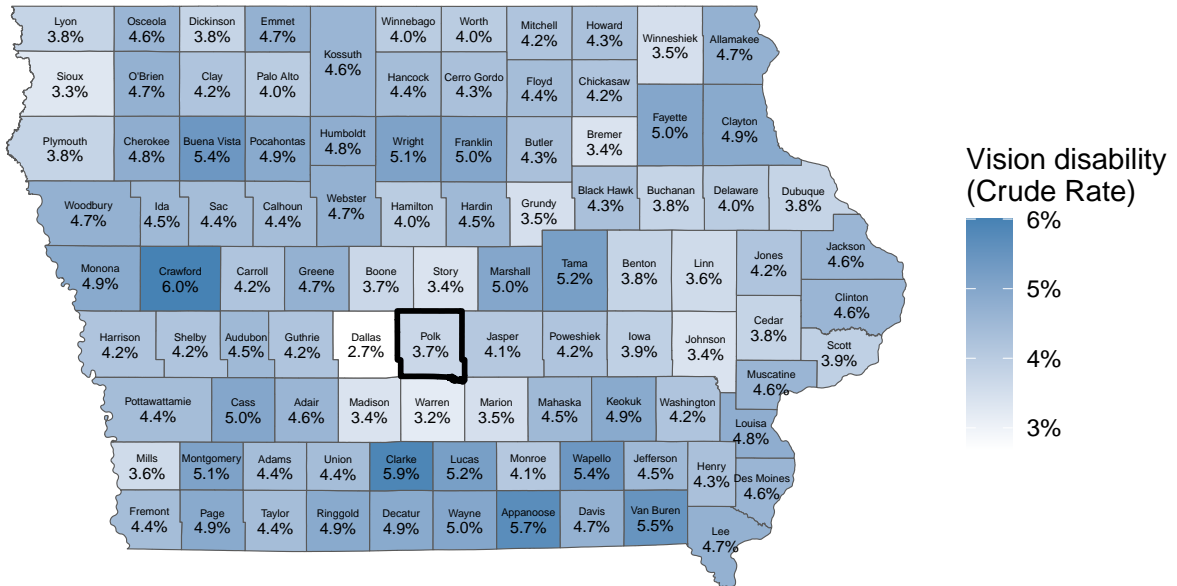 Lyon
3.8%
Osceola
4.6%
Dickinson
3.8%
Emmet
4.7%
Kossuth
4.6%
Winnebago
4.0%
Worth
4.0%
Mitchell
4.2%
Howard
4.3%
Winneshiek
3.5%
Allamakee
4.7%
Sioux
3.3%
O'Brien
4.7%
Clay
4.2%
Palo Alto
4.0%
Hancock
4.4%
Cerro Gordo
4.3%
Floyd
4.4%
Chickasaw
4.2%
Fayette
5.0%
Clayton
4.9%
Plymouth
3.8%
Cherokee
4.8%
Buena Vista
5.4%
Pocahontas
4.9%
Humboldt
4.8%
Wright
5.1%
Franklin
5.0%
Butler
4.3%
Bremer
3.4%
Woodbury
4.7%
Ida
4.5%
Sac
4.4%
Calhoun
4.4%
Webster
4.7%
Hamilton
4.0%
Hardin
4.5%
Grundy
3.5%
Black Hawk
4.3%
Buchanan
3.8%
Delaware
4.0%
Dubuque
3.8%
Monona
4.9%
Crawford
6.0%
Carroll
4.2%
Greene
4.7%
Boone
3.7%
Story
3.4%
Marshall
5.0%
Tama
5.2%
Benton
3.8%
Linn
3.6%
Jones
4.2%
Jackson
4.6%
Clinton
4.6%
Harrison
4.2%
Shelby
4.2%
Audubon
4.5%
Guthrie
4.2%
Dallas
2.7%
Polk
3.7%
Jasper
4.1%
Poweshiek
4.2%
Iowa
3.9%
Johnson
3.4%
Cedar
3.8%
Scott
3.9%
Muscatine
4.6%
Pottawattamie
4.4%
Cass
5.0%
Adair
4.6%
Madison
3.4%
Warren
3.2%
Marion
3.5%
Mahaska
4.5%
Keokuk
4.9%
Washington
4.2%
Louisa
4.8%
Mills
3.6%
Montgomery
5.1%
Adams
4.4%
Union
4.4%
Clarke
5.9%
Lucas
5.2%
Monroe
4.1%
Wapello
5.4%
Jefferson
4.5%
Henry
4.3%
Des Moines
4.6%
Fremont
4.4%
Page
4.9%
Taylor
4.4%
Ringgold
4.9%
Decatur
4.9%
Wayne
5.0%
Appanoose
5.7%
Davis
4.7%
Van Buren
5.5%
Lee
4.7%
Vision disability
(Crude Rate)
6%
5%
4%
3%